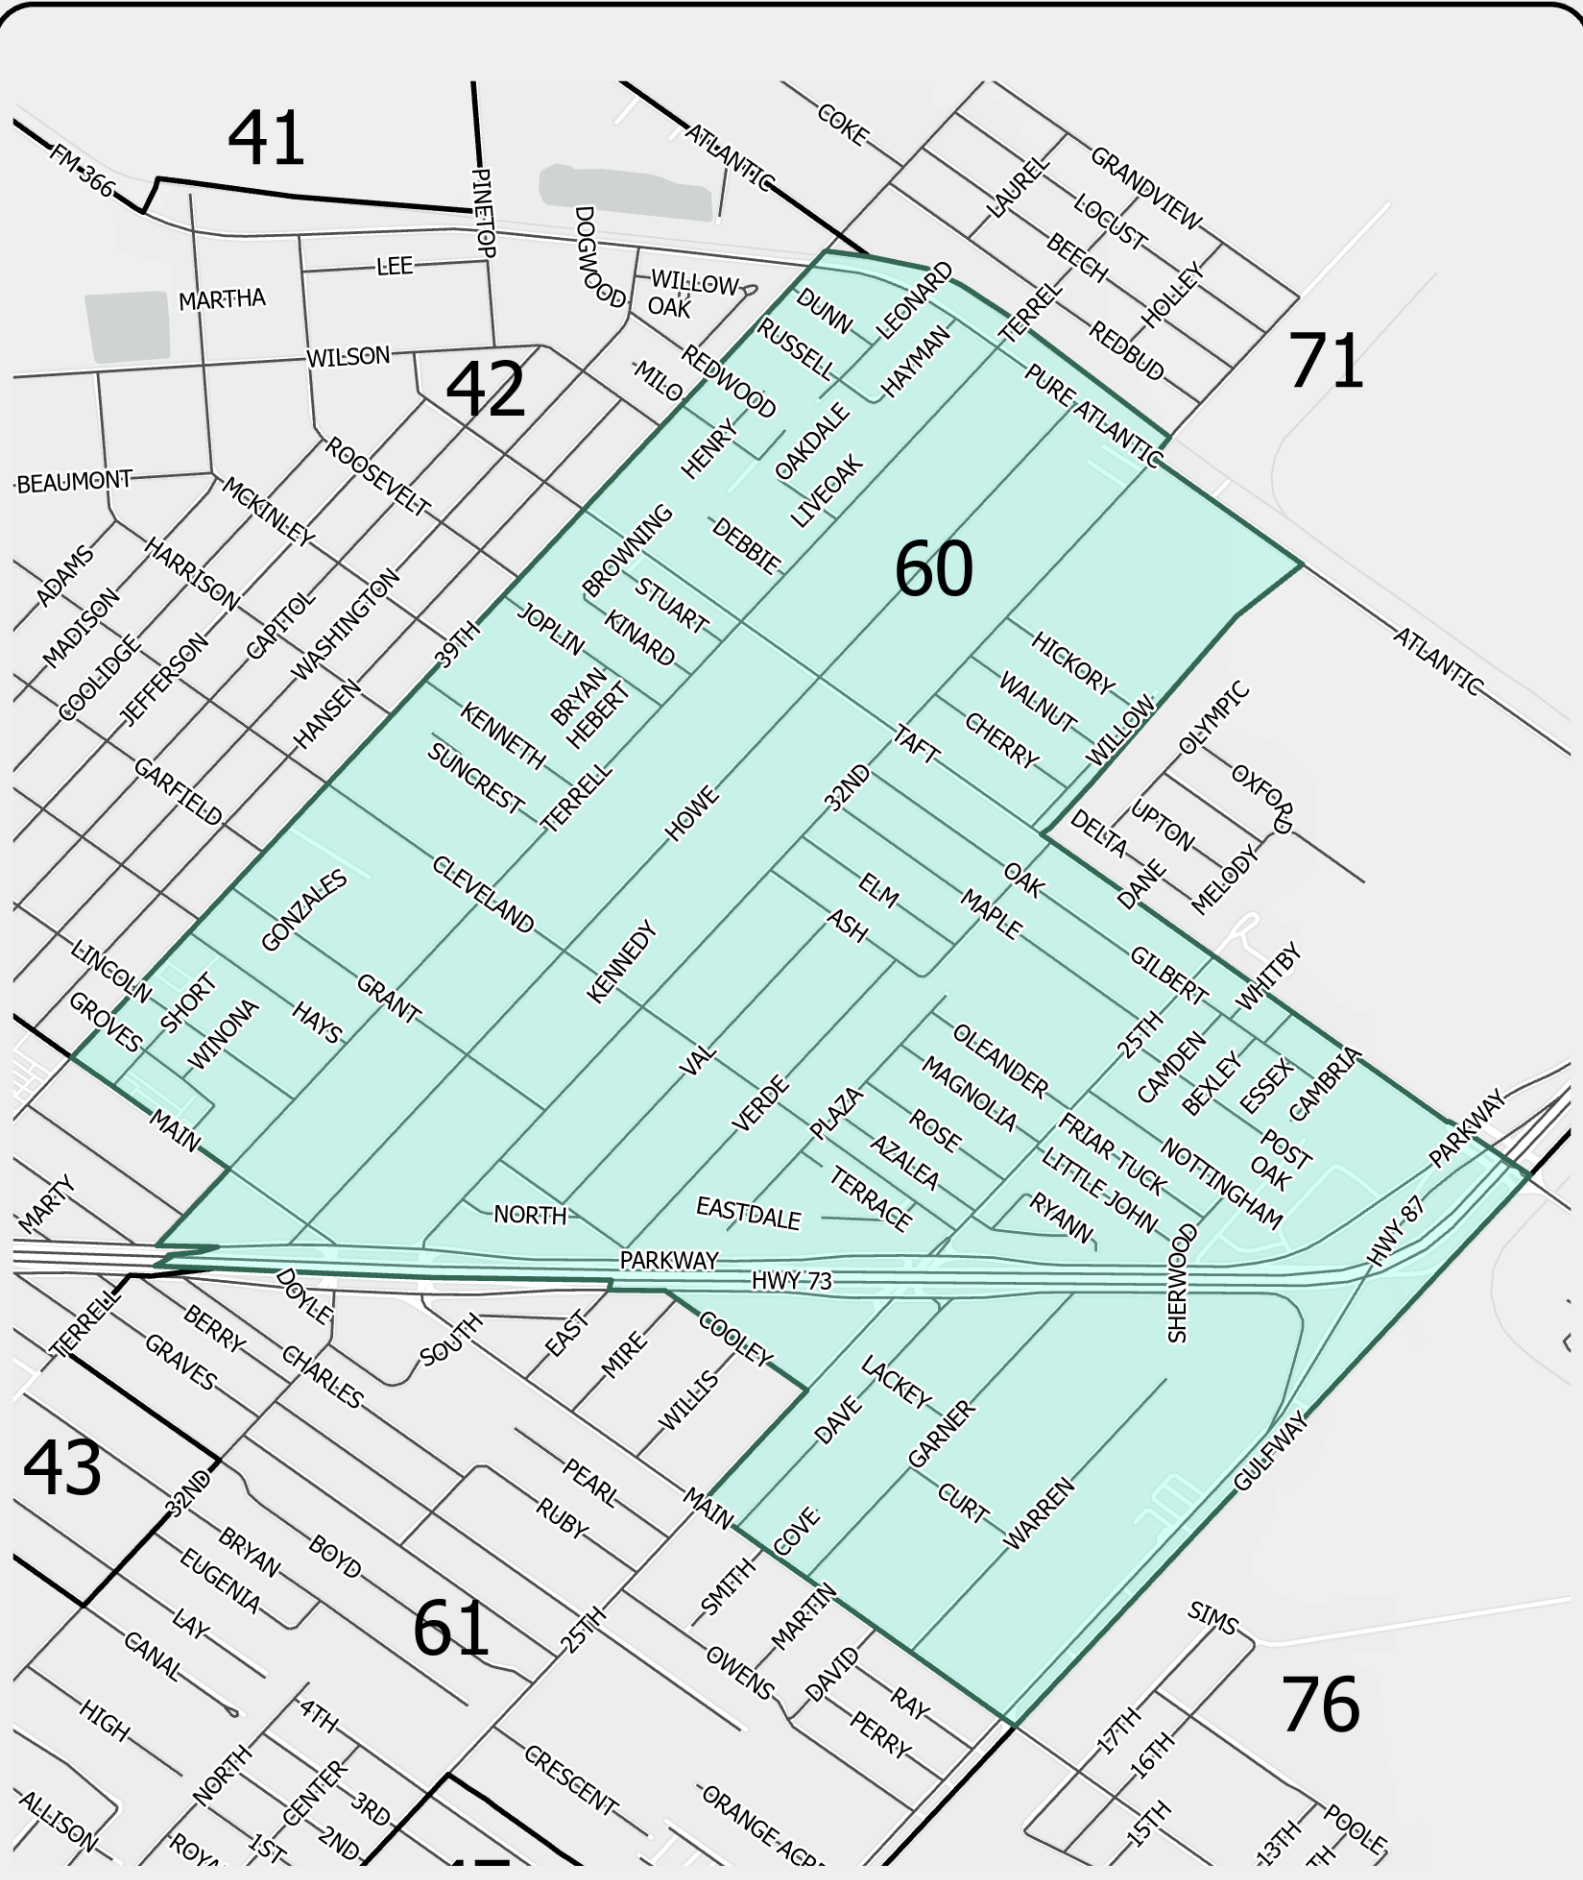 41
COKE
ATLANTIC
FM 366
GRANDVIEW
LAUREL
PINETOP
LOCUST
DOGWOOD
BEECH
LEE
HOLLEY
WILLOW
OAK
MARTHA
LEONARD
DUNN
TERREL
REDBUD
RUSSELL
HAYMAN
71
WILSON
42
MILO
REDWOOD
PURE ATLANTIC
HENRY
OAKDALE
BEAUMONT
ROOSEVELT
LIVEOAK
MCKINLEY
BROWNING
DEBBIE
60
ADAMS
HARRISON
STUART
MADISON
CAPITOL
WASHINGTON
JOPLIN
KINARD
39TH
HICKORY
ATLANTIC
COOLIDGE
JEFFERSON
BRYAN
WALNUT
HANSEN
HEBERT
WILLOW
OLYMPIC
KENNETH
CHERRY
TAFT
SUNCREST
GARFIELD
TERRELL
HOWE
32ND
OXFORD
UPTON
DELTA
CLEVELAND
OAK
ELM
DANE
MELODY
GONZALES
MAPLE
ASH
LINCOLN
KENNEDY
GILBERT
WHITBY
GRANT
SHORT
GROVES
WINONA
HAYS
25TH
OLEANDER
VAL
CAMDEN
BEXLEY
ESSEX
CAMBRIA
MAGNOLIA
VERDE
PLAZA
MAIN
ROSE
FRIAR TUCK
PARKWAY
AZALEA
NOTTINGHAM
POST
OAK
LITTLE JOHN
MARTY
TERRACE
NORTH
EASTDALE
RYANN
HWY 87
PARKWAY
HWY 73
SHERWOOD
DOYLE
TERRELL
BERRY
SOUTH
EAST
COOLEY
GRAVES
CHARLES
MIRE
WILLIS
LACKEY
DAVE
GARNER
GULFWAY
43
32ND
PEARL
MAIN
RUBY
CURT
WARREN
COVE
BRYAN
BOYD
EUGENIA
SMITH
MARTIN
61
25TH
LAY
SIMS
CANAL
OWENS
DAVID
76
HIGH
4TH
RAY
PERRY
17TH
16TH
NORTH
CENTER
CRESCENT
3RD
ORANGE ACRE
ALLISON
2ND
15TH
POOLE
1ST
13TH